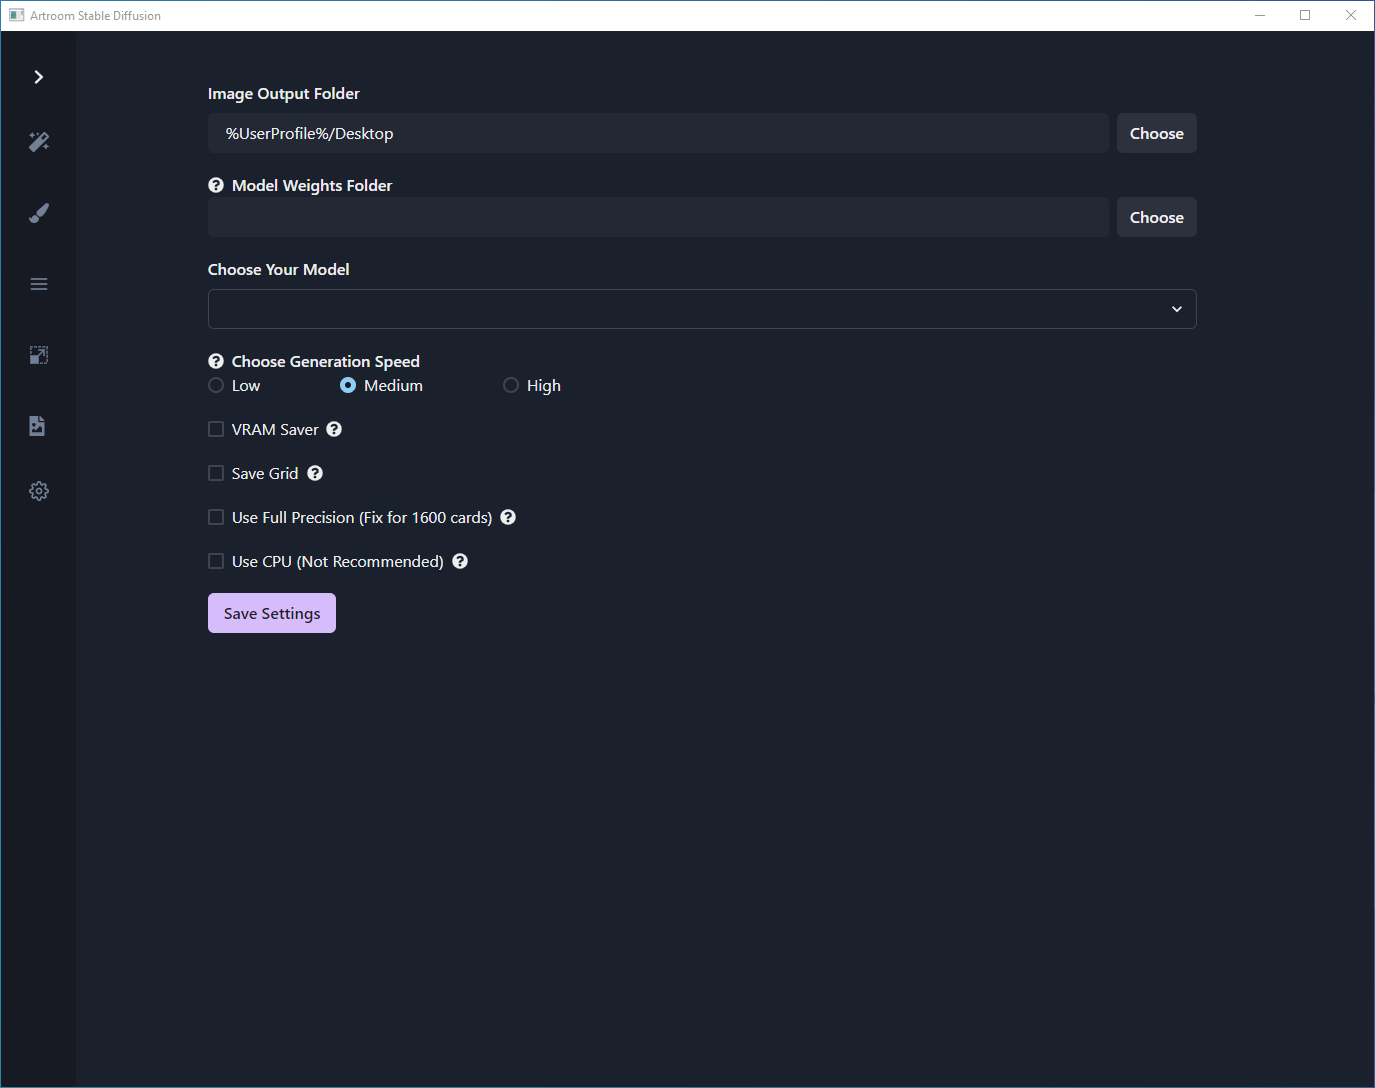 Artroom Stable Diffusion
Image Output Folder
%UserProfile%/Desktop
Choose
Model Weights Folder
Choose
Choose Your Model
Choose Generation Speed
Low
Medium
High
VRAM Saver
Save Grid
Use Full Precision (Fix for 1600 cards)
Use CPU (Not Recommended)
Save Settings